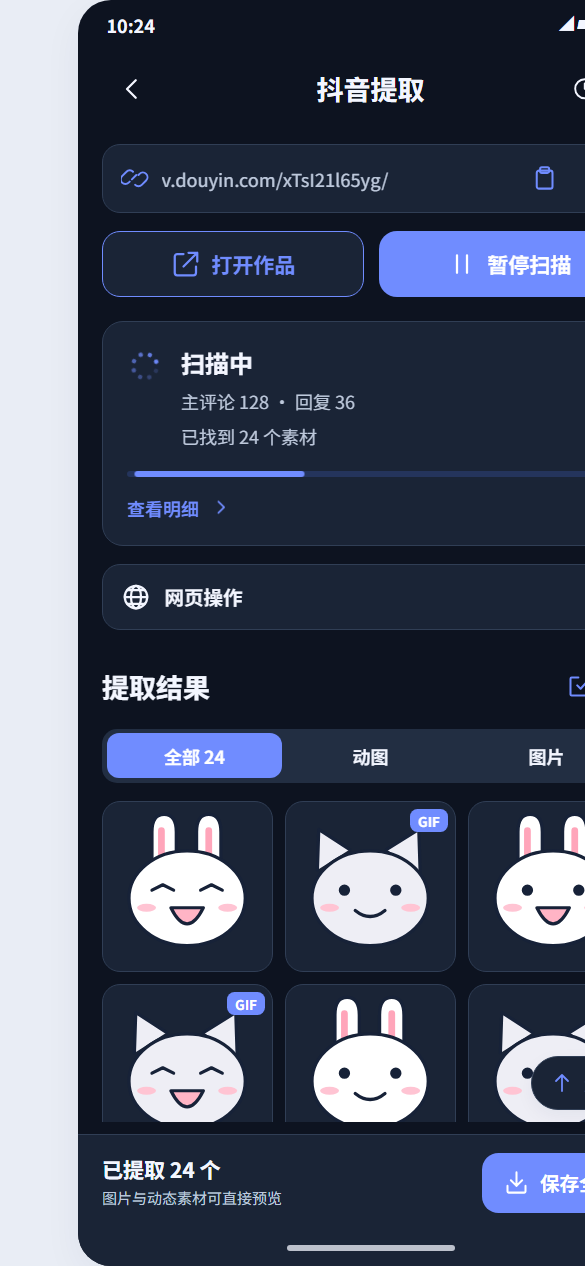 10:24
抖音提取
v.douyin.com/xTsI21l65yg/
打开作品
暂停扫描
扫描中
主评论 128 · 回复 36
已找到 24 个素材
查看明细
网页操作
提取结果
全部 24
动图
图片
GIF
GIF
已提取 24 个
图片与动态素材可直接预览
保存